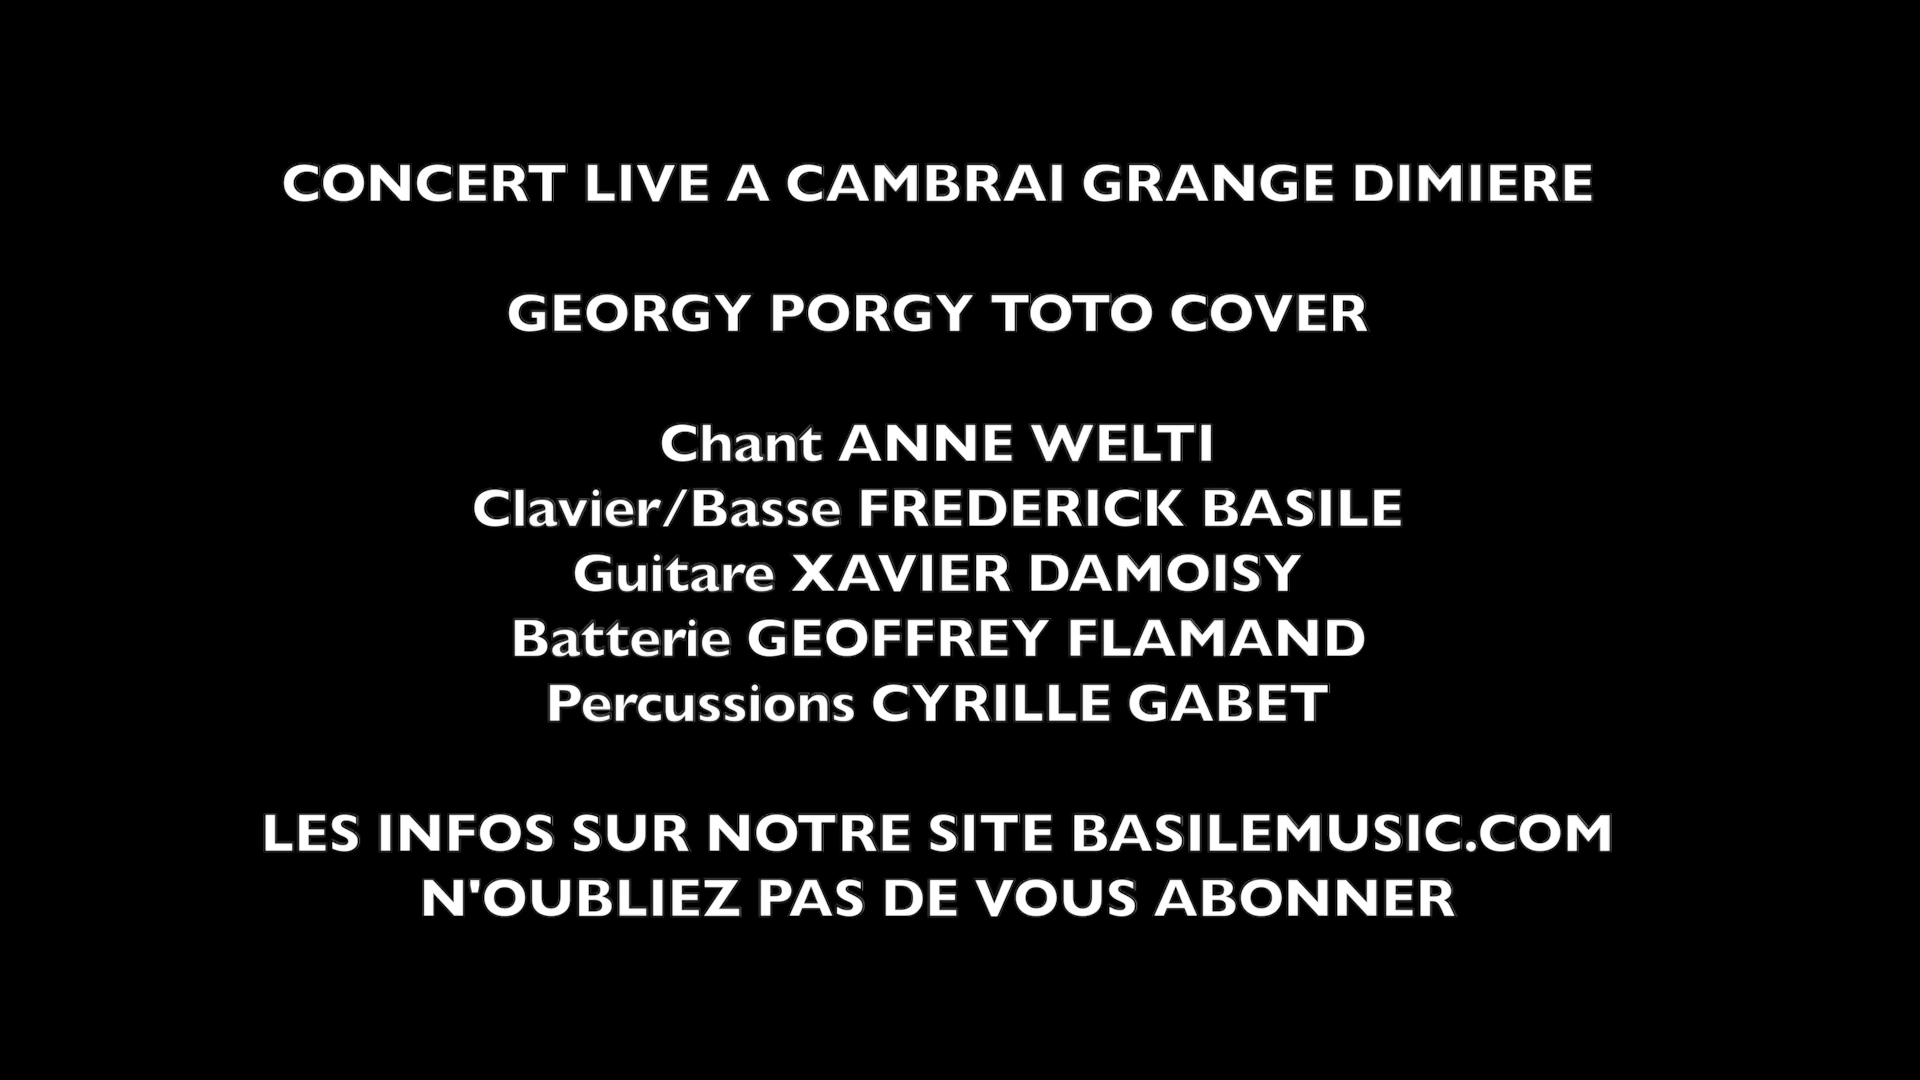 CONCERT LIVE A CAMBRAI GRANGE DIMIERE
GEORGY PORGY TOTO COVER
Chant ANNE WELTI
Clavier/Basse FREDERICK BASILE
Guitare XAVIER DAMOISY
Batterie GEOFFREY FLAMAND
Percussions CYRILLE GABET
LES INFOS SUR NOTRE SITE BASILEMUSIC.COM
N'OUBLIEZ PAS DE VOUS ABONNER